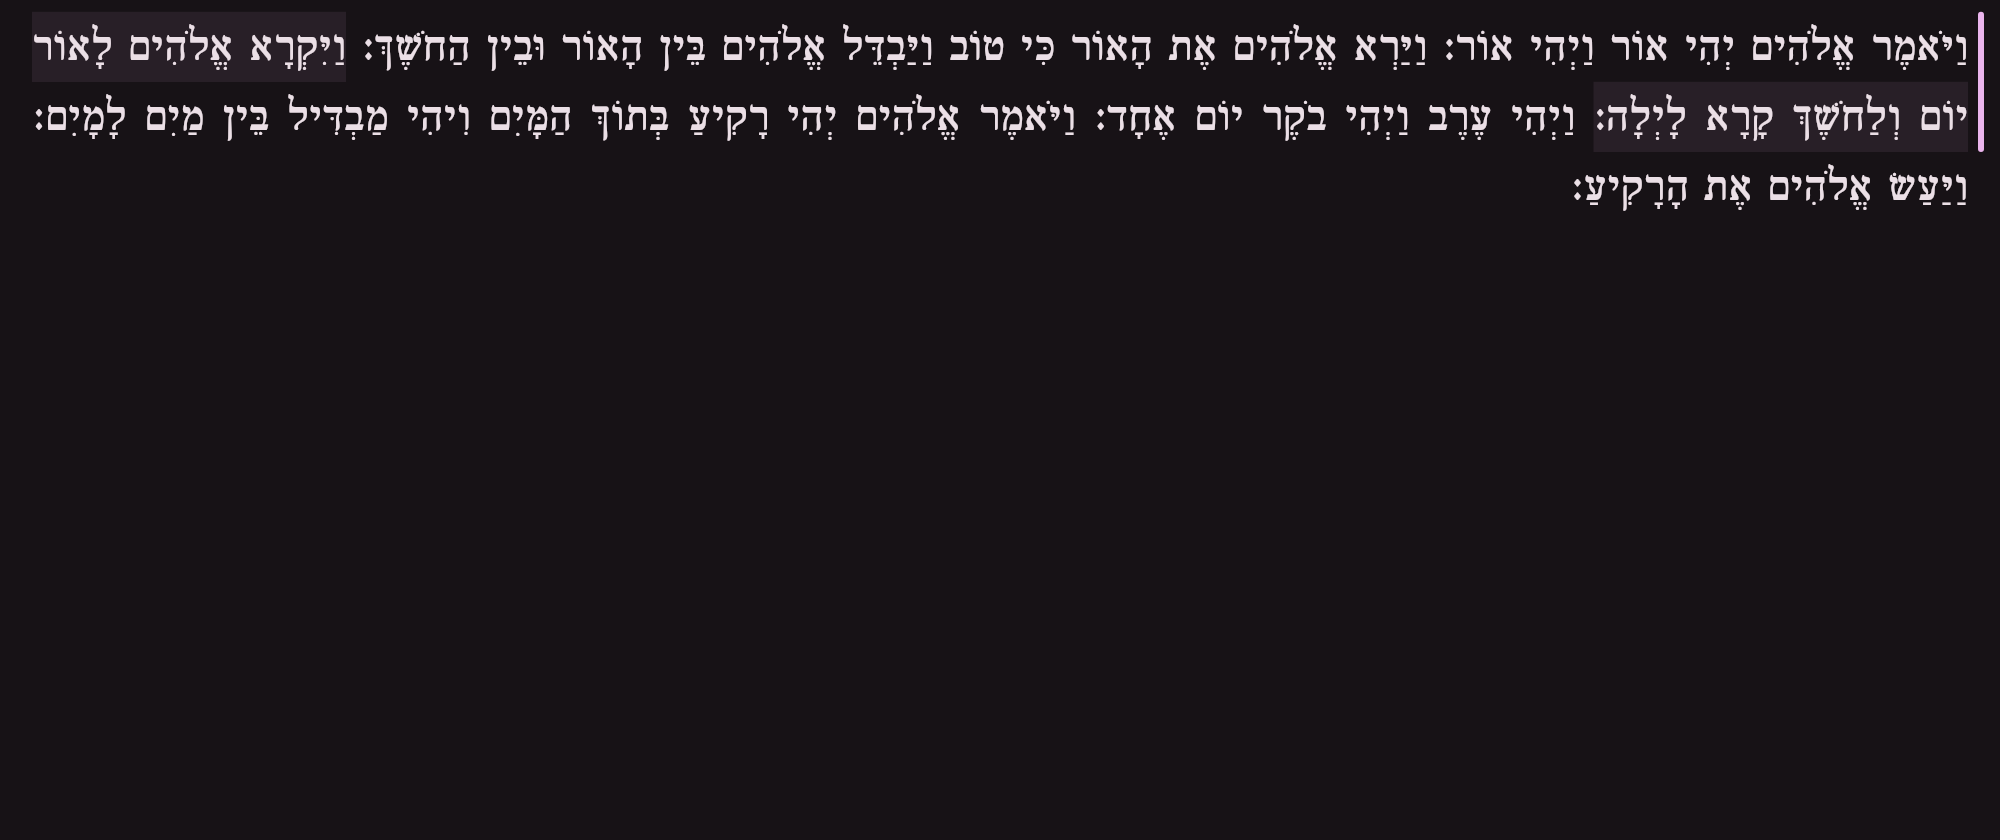 וַיֹּאמֶר אֱלֹהִים יְהִי אוֹר וַיְהִי אוֹר׃ וַיַּרְא אֱלֹהִים אֶת הָאוֹר כִּי טוֹב וַיַּבְדֵּל אֱלֹהִים בֵּין הָאוֹר וּבֵין הַחֹשֶׁךְ׃ וַיִּקְרָא אֱלֹהִים לָאוֹר
יוֹם וְלַחֹשֶׁךְ קָרָא לָיְלָה׃ וַיְהִי עֶרֶב וַיְהִי בֹקֶר יוֹם אֶחָד׃ וַיֹּאמֶר אֱלֹהִים יְהִי רָקִיעַ בְּתוֹךְ הַמָּיִם וִיהִי מַבְדִּיל בֵּין מַיִם לָמָיִם׃
וַיַּעַשׂ אֱלֹהִים אֶת הָרָקִיעַ׃